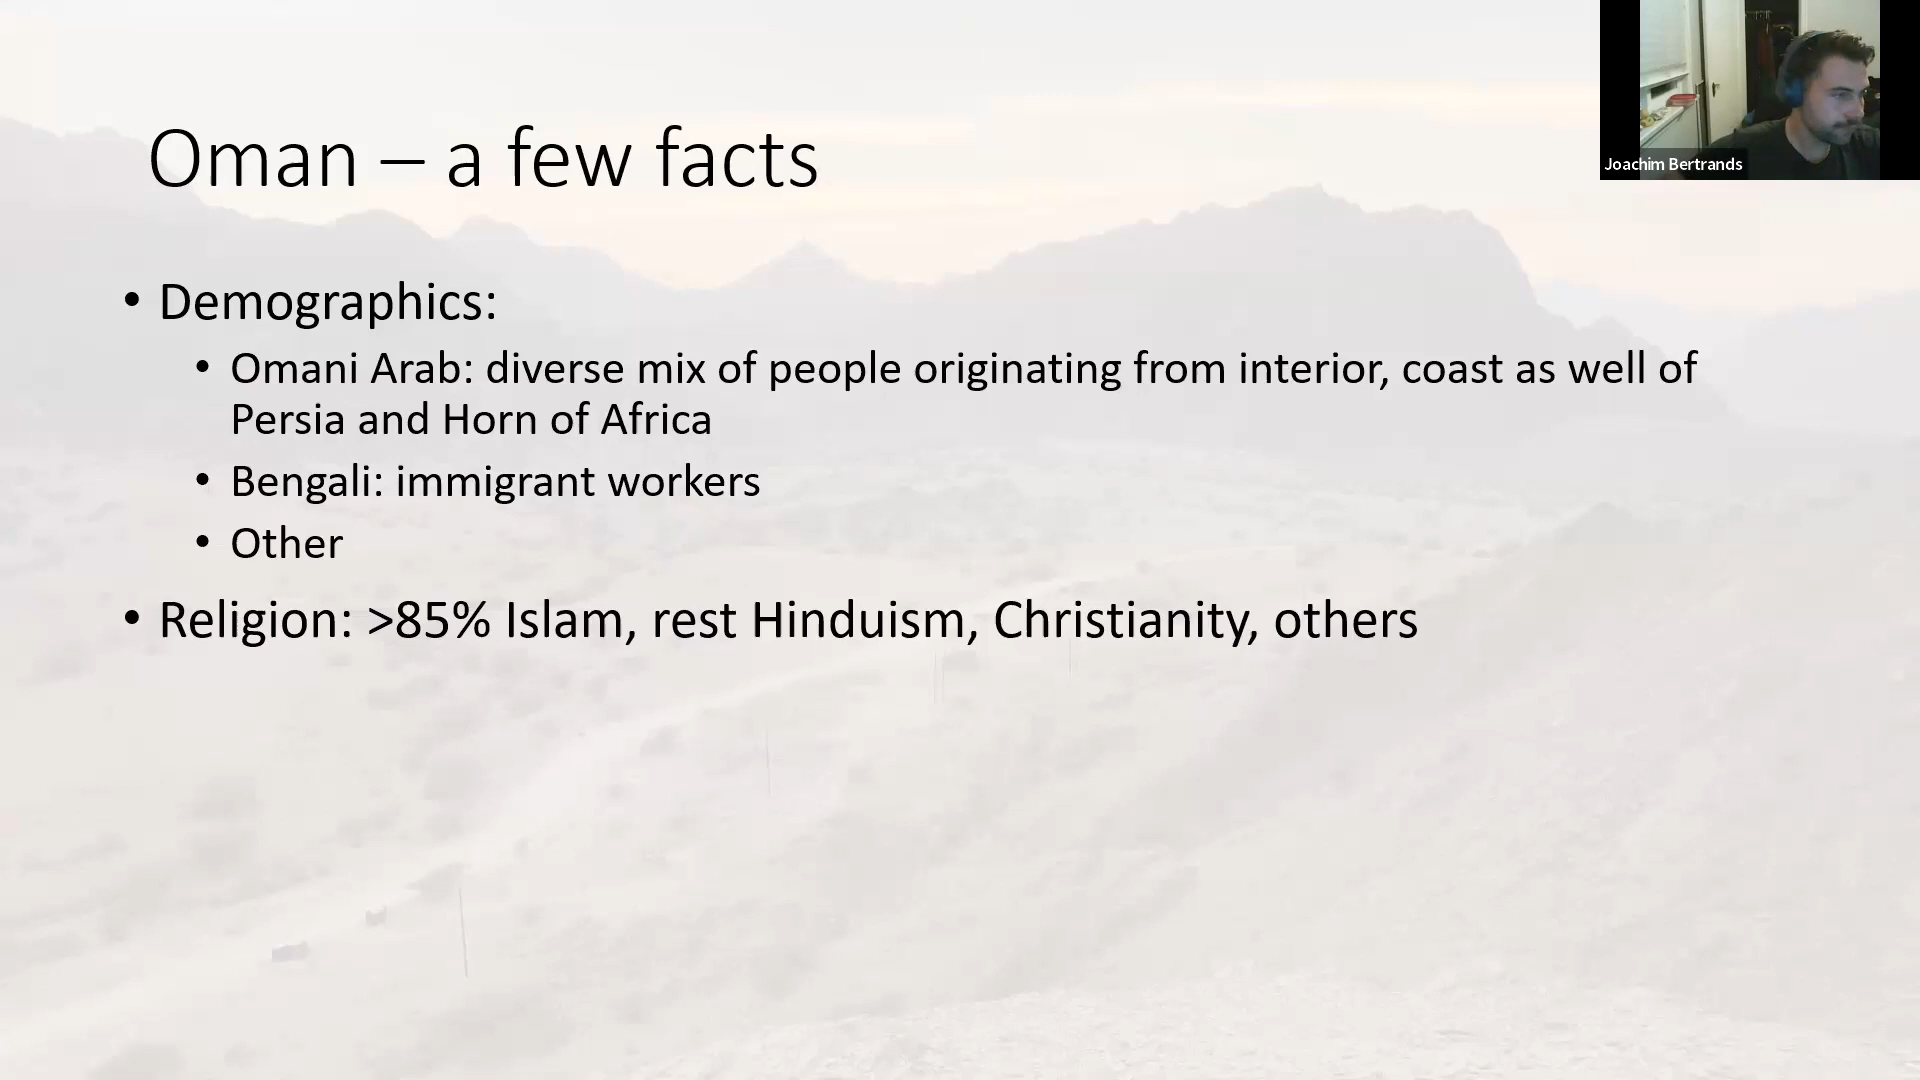 Oman – a few facts
Joachim Bertrands
• Demographics:
• Omani Arab: diverse mix of people originating from interior, coast as well of
Persia and Horn of Africa
• Bengali: immigrant workers
• Other
• Religion: >85% Islam, rest Hinduism, Christianity, others